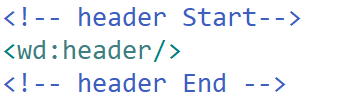 <!-- header Start-->
<wd:header/>
<!-- header End -->